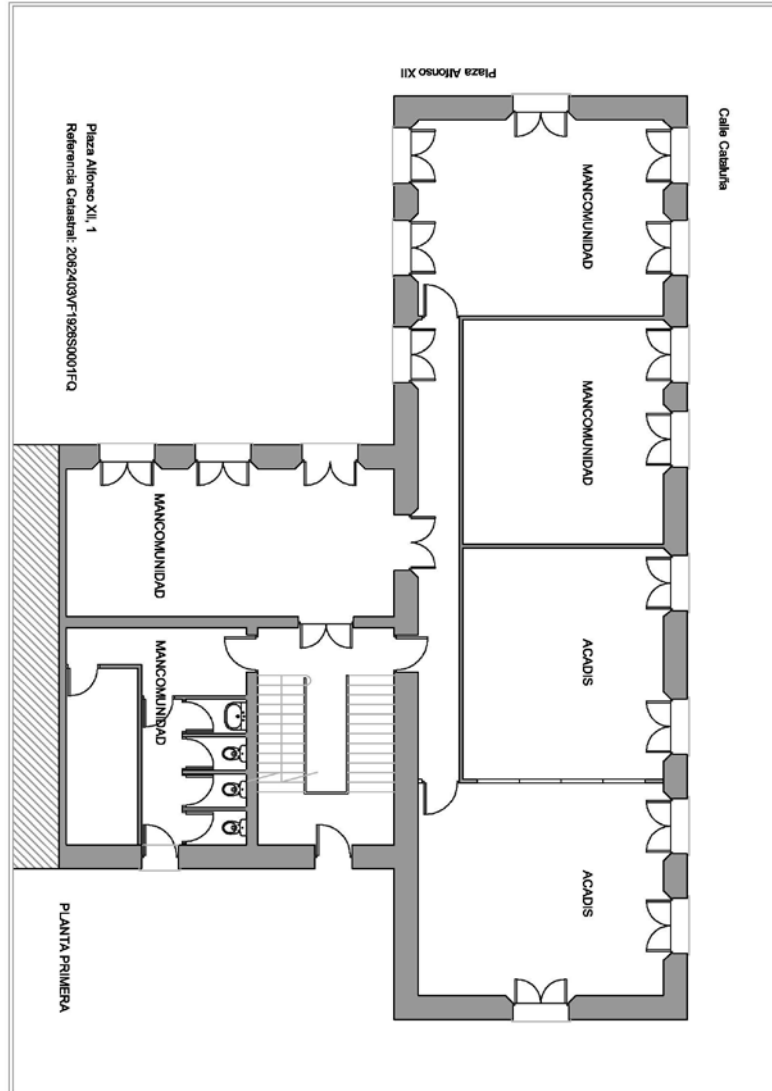 Plaza Alfonso XII
Calle Cataluña
MANCOMUNIDAD
MANCOMUNIDAD
ACADIS
ACADIS
MANCOMUNIDAD
MANCOMUNIDAD
Plaza Alfonso XII, 1
Referencia Catastral: 2062403VF1926S0001FQ
PLANTA PRIMERA